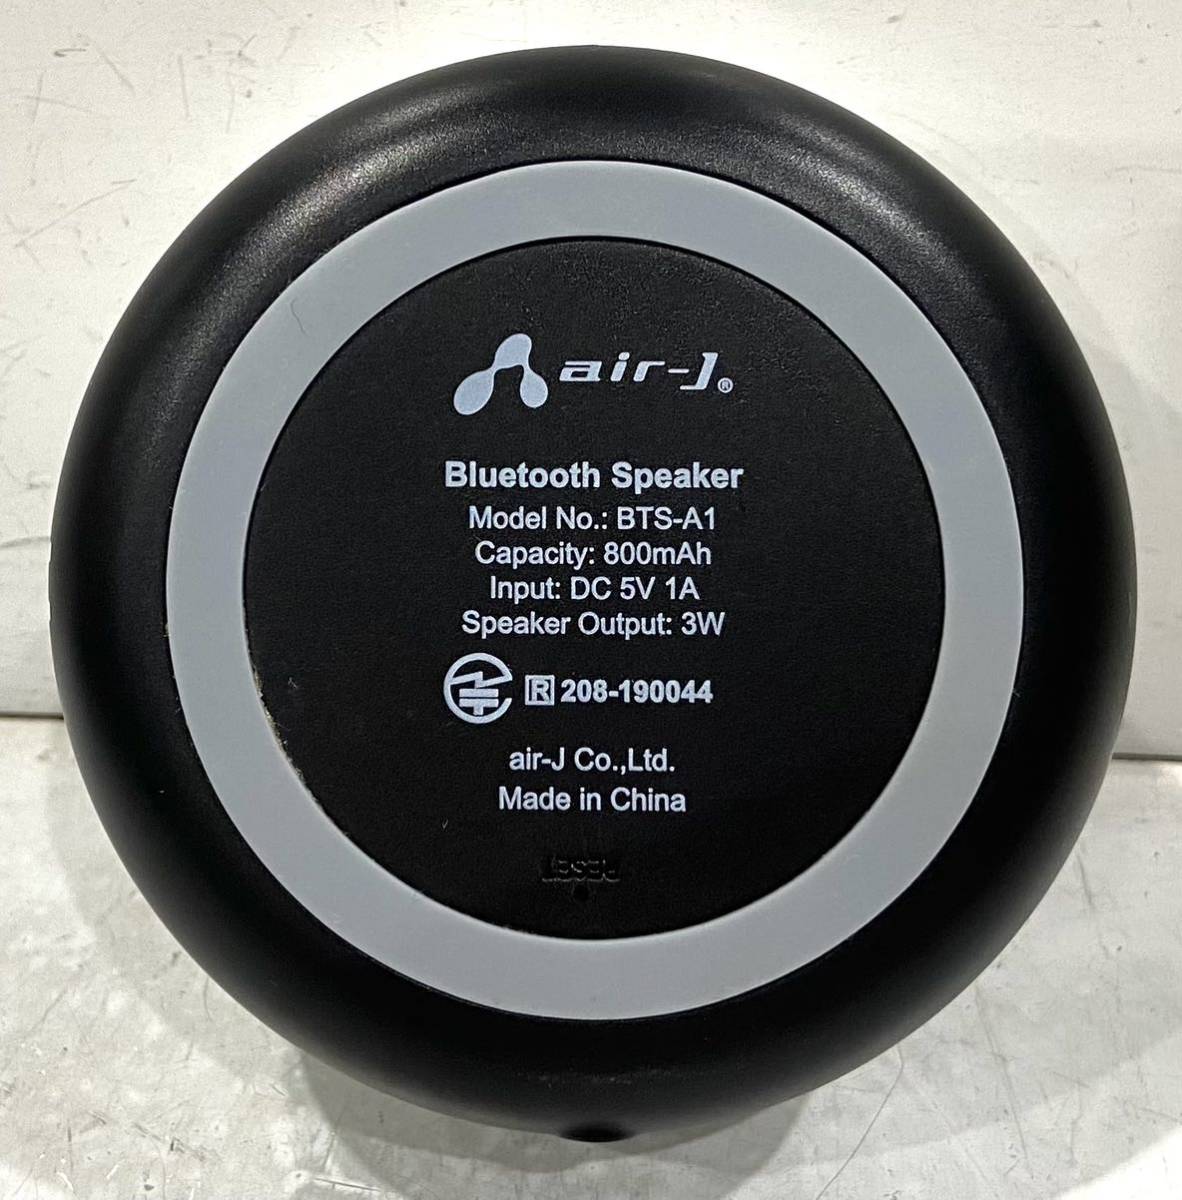 air-J®
Bluetooth Speaker
Model No.: BTS-A1
Capacity: 800mAh
Input: DC 5V 1A
Speaker Output: 3W
R 208-190044
air-J Co.,Ltd.
Made in China
RESET